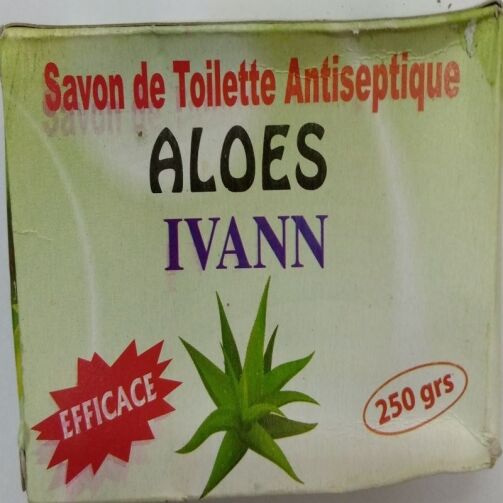 Savon de Toilette Antiseptique
ALOES
IVANN
EFFICACE
250 grs